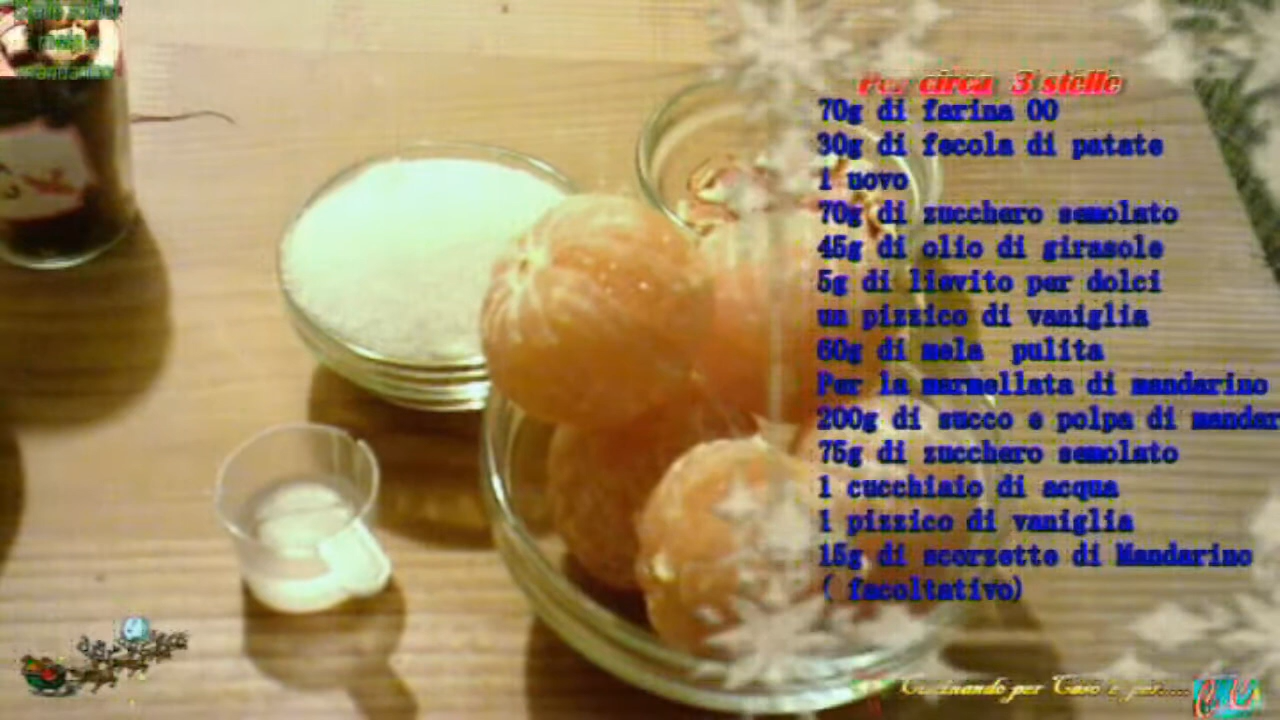 Per circa 3 stelle
70g di farina 00
30g di fecola di patate
1 uovo
70g di zucchero semolato
45g di olio di girasole
5g di lievito per dolci
un pizzico di vaniglia
60g di mela pulita
Per la marmellata di mandarino
200g di succo e polpa di mandar
75g di zucchero semolato
1 cucchiaio di acqua
1 pizzico di vaniglia
15g di scorzette di Mandarino
( facoltativo)
Cucinando per Caso e per....